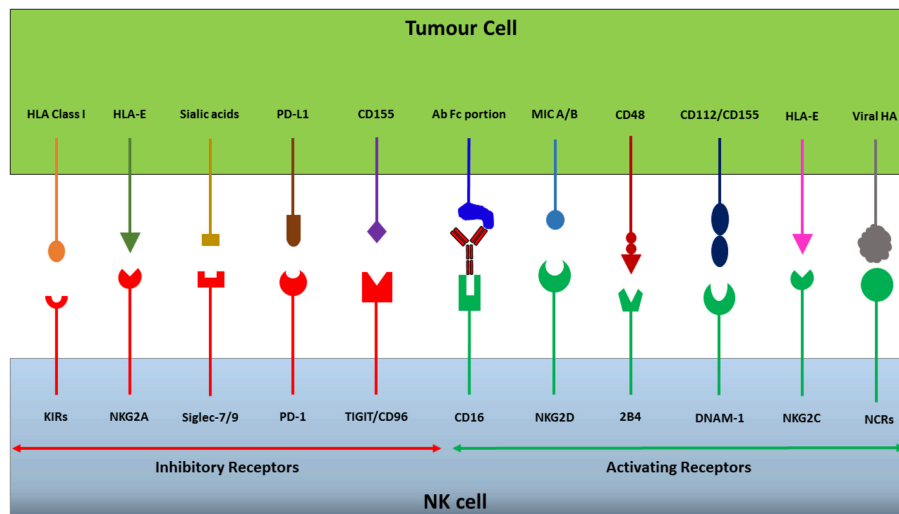 Tumour Cell
HLA Class I HLA-E Sialic acids PD-L1 CD155 Ab Fc portion MIC A/B CD48 CD112/CD155 HLA-E Viral HA
KIRs NKG2A Siglec-7/9 PD-1 TIGIT/CD96 CD16 NKG2D 2B4 DNAM-1 NKG2C NCRs
Inhibitory Receptors Activating Receptors
NK cell